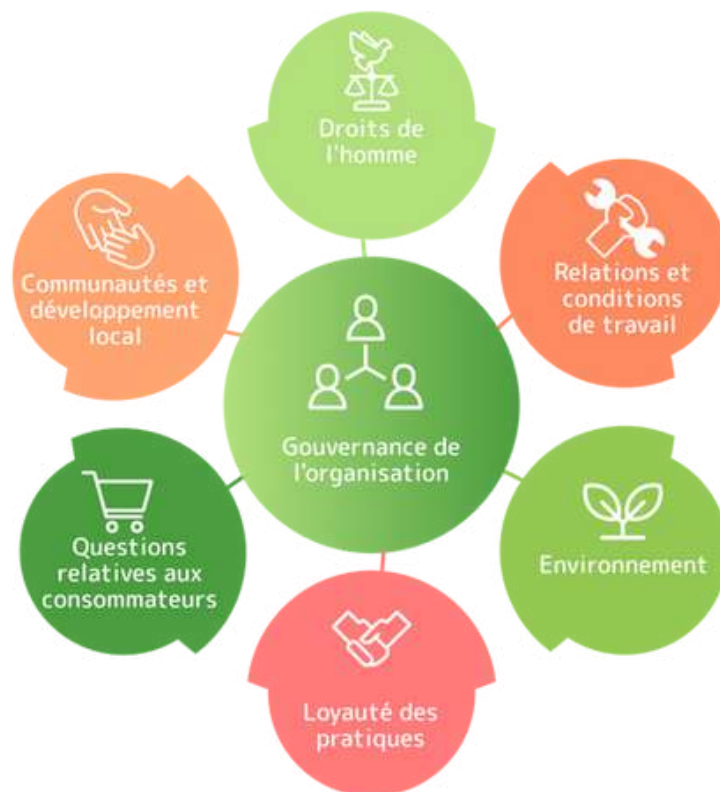 Droits de
l'homme
Relations et
conditions
de travail
Environnement
Loyauté des
pratiques
Questions
relatives aux
consommateurs
Communautés et
développement
local
Gouvernance de
l'organisation